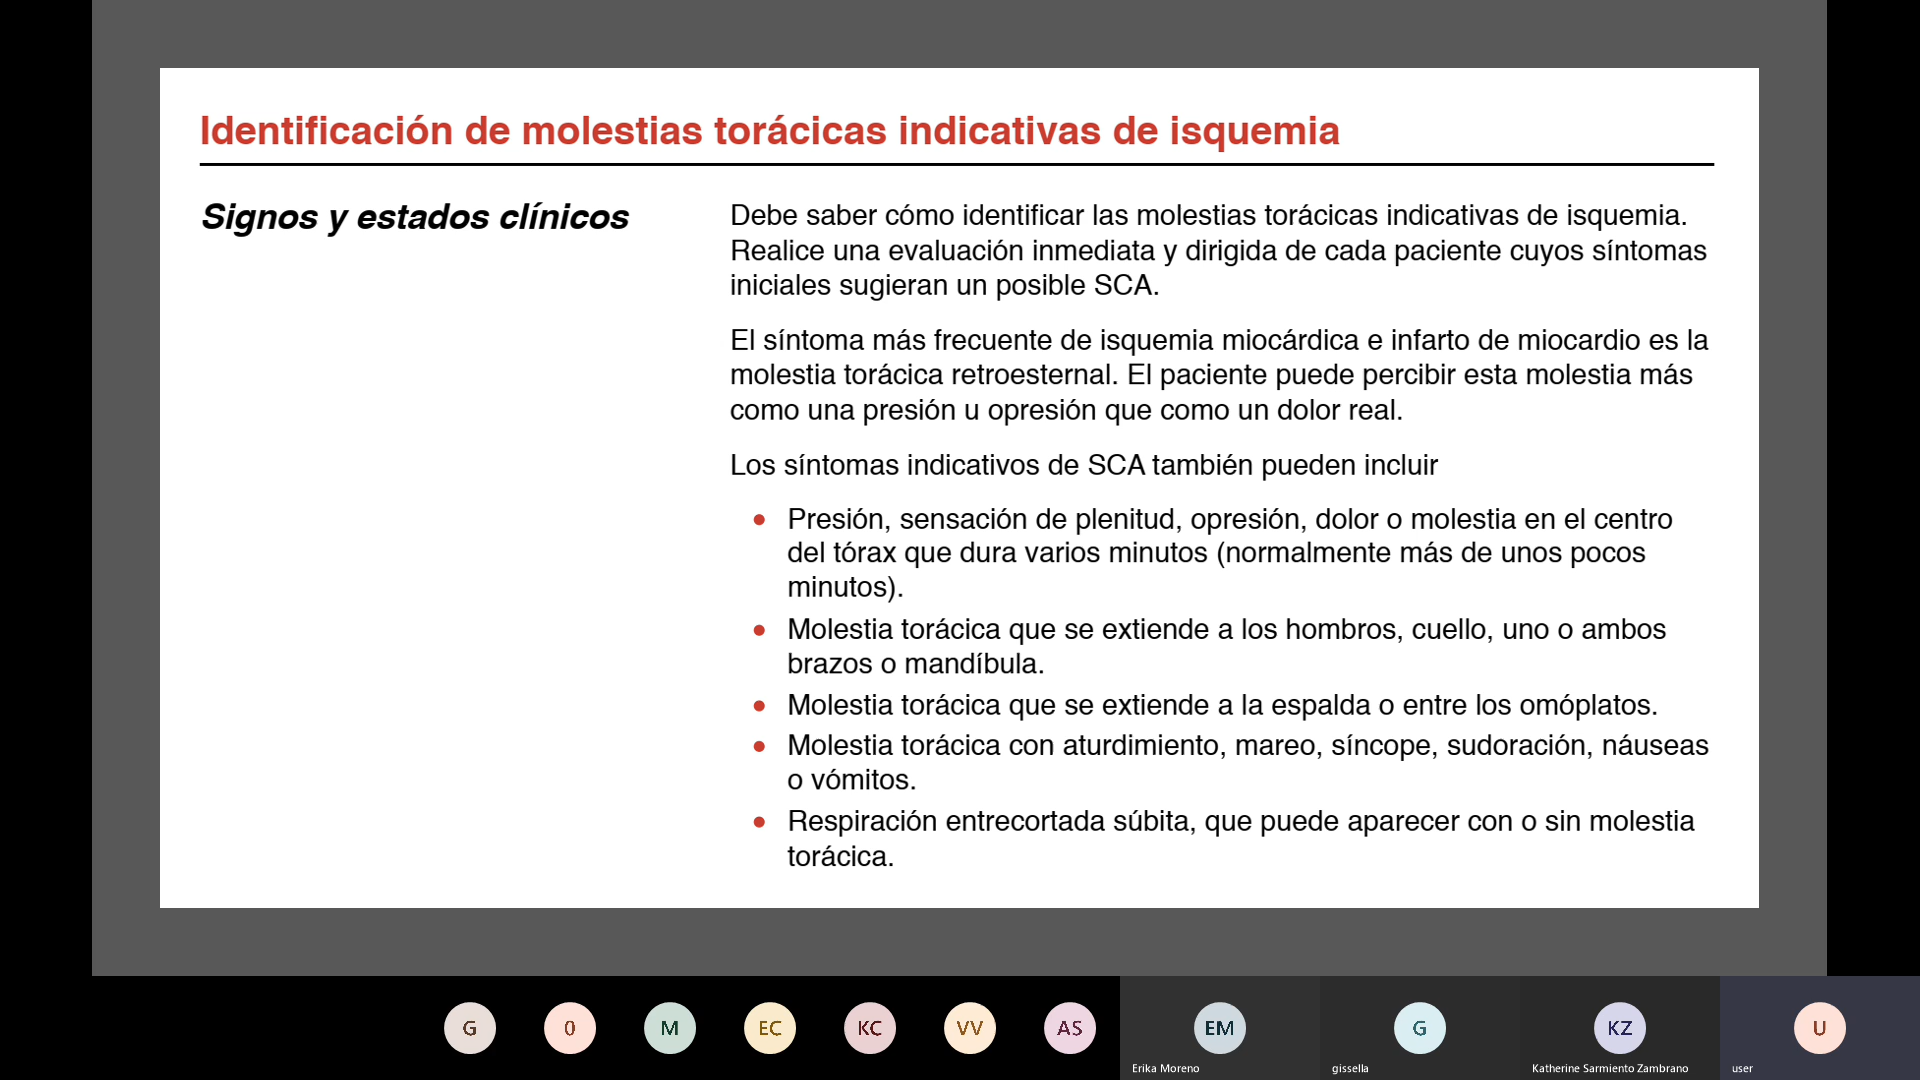 Identificación de molestias torácicas indicativas de isquemia
Signos y estados clínicos
Debe saber cómo identificar las molestias torácicas indicativas de isquemia.
Realice una evaluación inmediata y dirigida de cada paciente cuyos síntomas
iniciales sugieran un posible SCA.
El síntoma más frecuente de isquemia miocárdica e infarto de miocardio es la
molestia torácica retroesternal. El paciente puede percibir esta molestia más
como una presión u opresión que como un dolor real.
Los síntomas indicativos de SCA también pueden incluir
• Presión, sensación de plenitud, opresión, dolor o molestia en el centro
del tórax que dura varios minutos (normalmente más de unos pocos
minutos).
• Molestia torácica que se extiende a los hombros, cuello, uno o ambos
brazos o mandíbula.
• Molestia torácica que se extiende a la espalda o entre los omóplatos.
• Molestia torácica con aturdimiento, mareo, síncope, sudoración, náuseas
o vómitos.
• Respiración entrecortada súbita, que puede aparecer con o sin molestia
torácica.
G 0 M EC KC VV AS EM G KZ U
Erika Moreno gissella Katherine Sarmiento Zambrano user